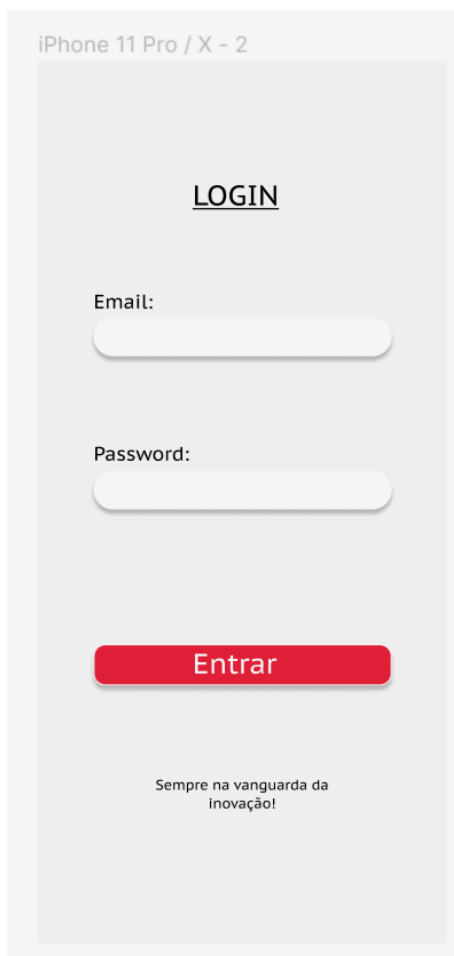 iPhone 11 Pro / X - 2
LOGIN
Email:
Password:
Entrar
Sempre na vanguarda da
inovação!